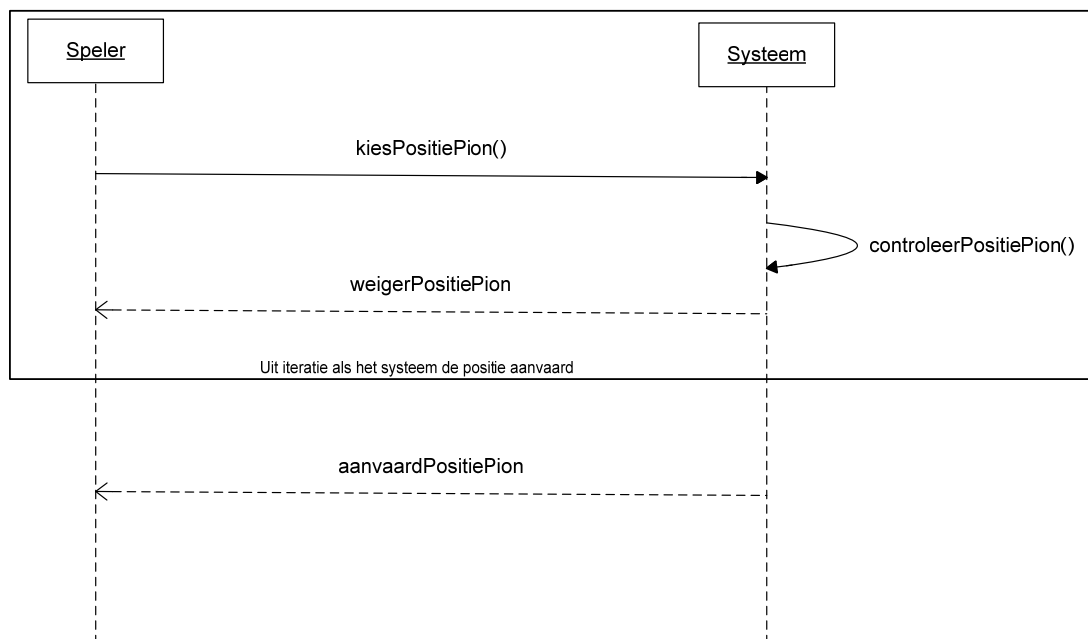 Speler
Systeem
kiesPositiePion()
controleerPositiePion()
weigerPositiePion
Uit iteratie als het systeem de positie aanvaard
aanvaardPositiePion